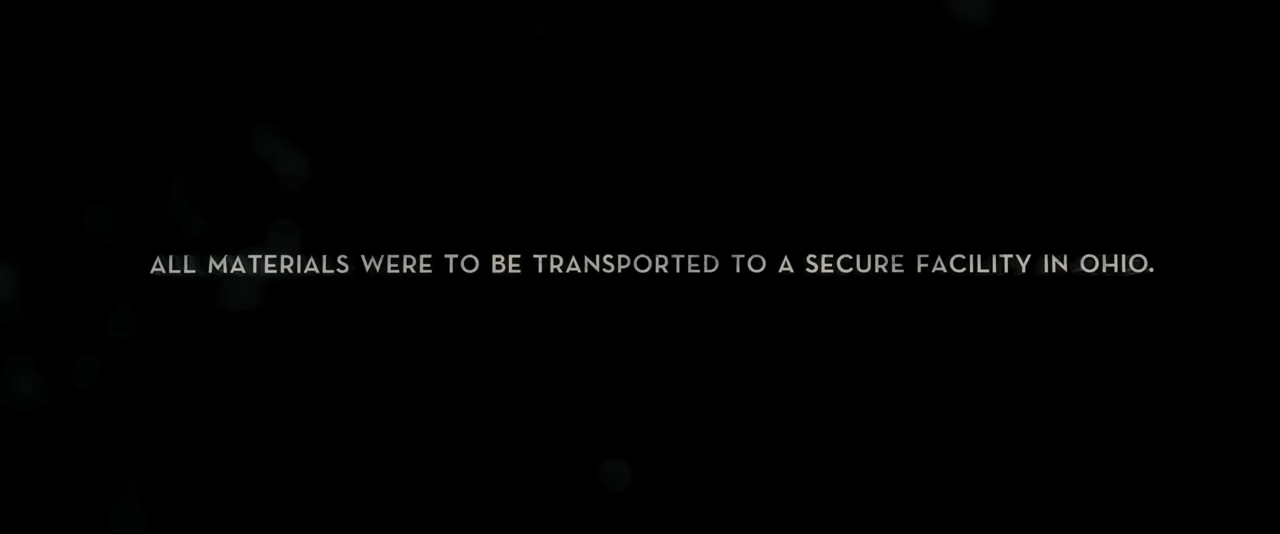 ALL MATERIALS WERE TO BE TRANSPORTED TO A SECURE FACILITY IN OHIO.